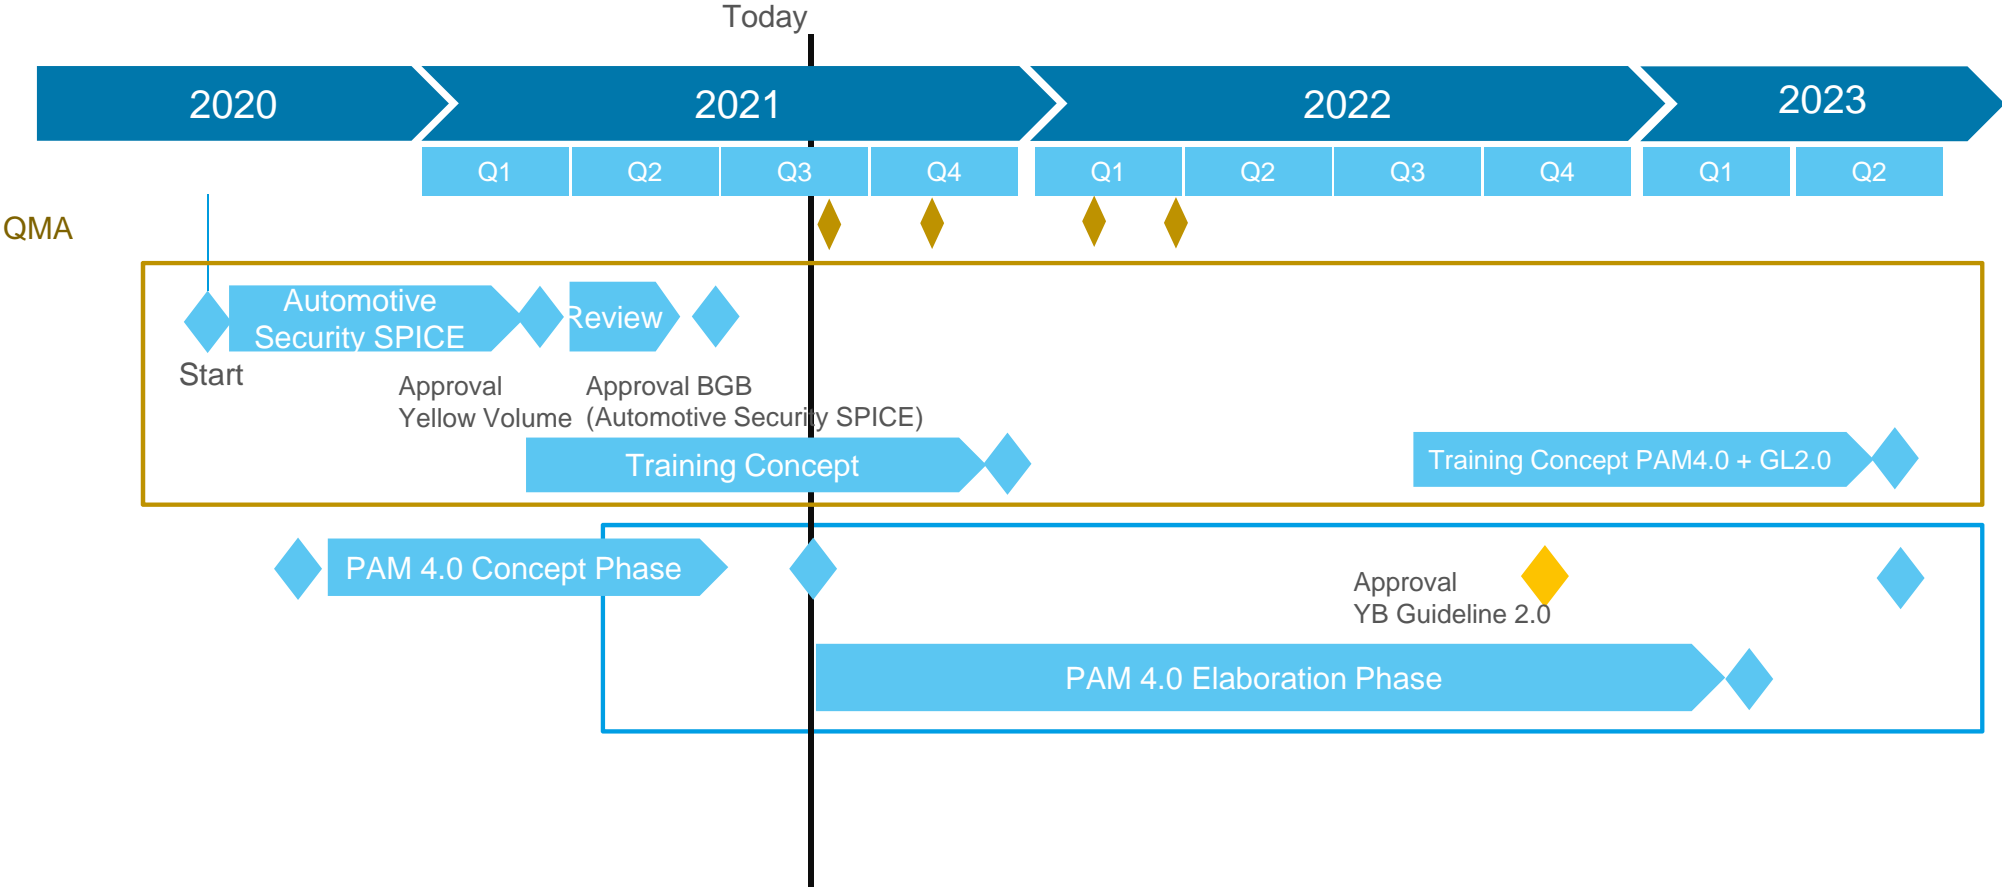 Today
2020
2021
2022
2023
Q1
Q2
Q3
Q4
Q1
Q2
Q3
Q4
Q1
Q2
QMA
Automotive
Security SPICE
Review
Start
Approval
Yellow Volume
Approval BGB
(Automotive Security SPICE)
Training Concept
Training Concept PAM4.0 + GL2.0
PAM 4.0 Concept Phase
Approval
YB Guideline 2.0
PAM 4.0 Elaboration Phase